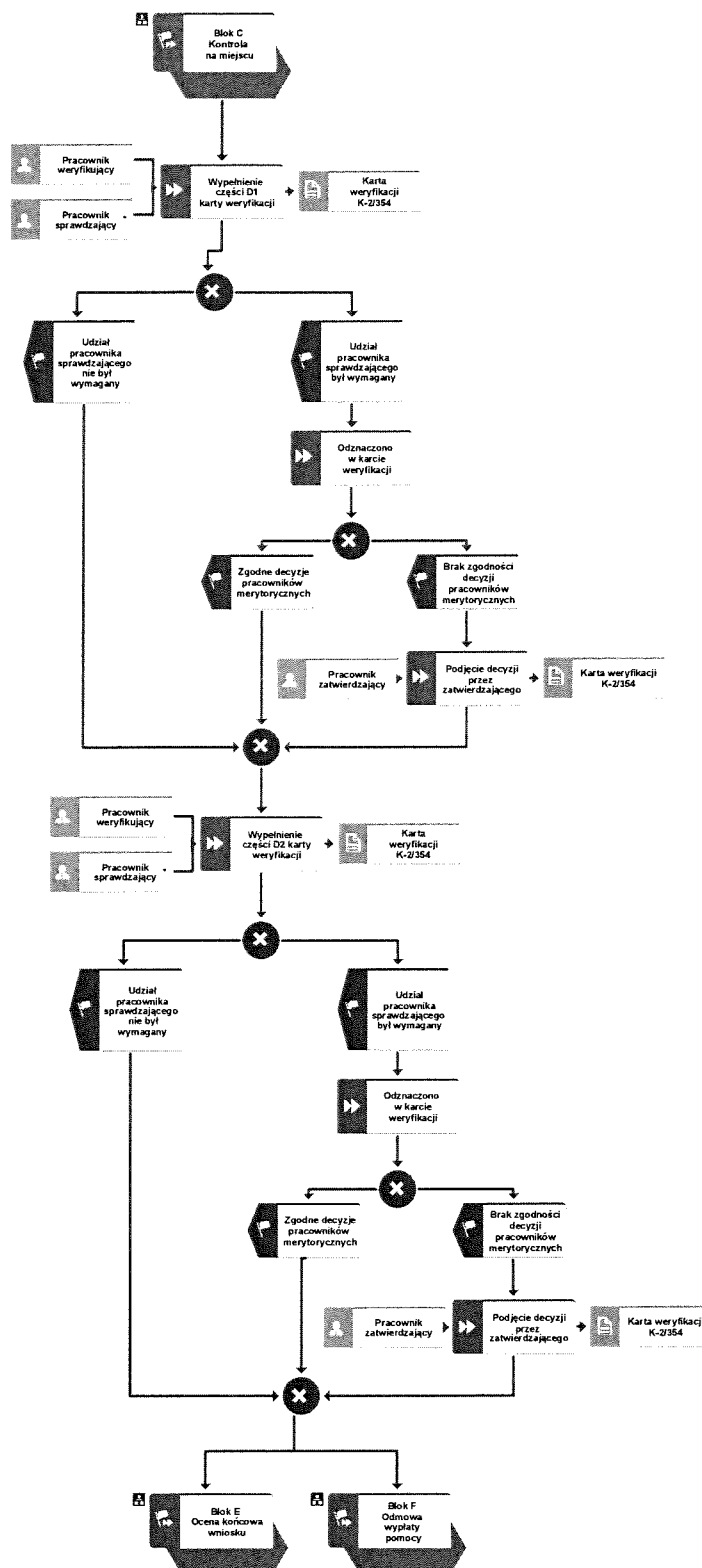 Blok C
Kontrola
na miejscu
Pracownik
weryfikujący
Pracownik
sprawdzający
Wypełnienie
części D1
karty weryfikacji
Karta
weryfikacji
K-2/354
Udział
pracownika
sprawdzającego
nie był
wymagany
Udział
pracownika
sprawdzającego
był wymagany
Odznaczono
w karcie
weryfikacji
Zgodne decyzje
pracowników
merytorycznych
Brak zgodności
decyzji
pracowników
merytorycznych
Pracownik
zatwierdzający
Podjęcie decyzji
przez
zatwierdzającego
Karta weryfikacji
K-2/354
Pracownik
weryfikujący
Pracownik
sprawdzający
Wypełnienie
części D2 karty
weryfikacji
Karta
weryfikacji
K-2/354
Udział
pracownika
sprawdzającego
nie był
wymagany
Udział
pracownika
sprawdzającego
był wymagany
Odznaczono
w karcie
weryfikacji
Zgodne decyzje
pracowników
merytorycznych
Brak zgodności
decyzji
pracowników
merytorycznych
Pracownik
zatwierdzający
Podjęcie decyzji
przez
zatwierdzającego
Karta weryfikacji
K-2/354
Blok E
Ocena końcowa
wniosku
Blok F
Odmowa
wypłaty
pomocy